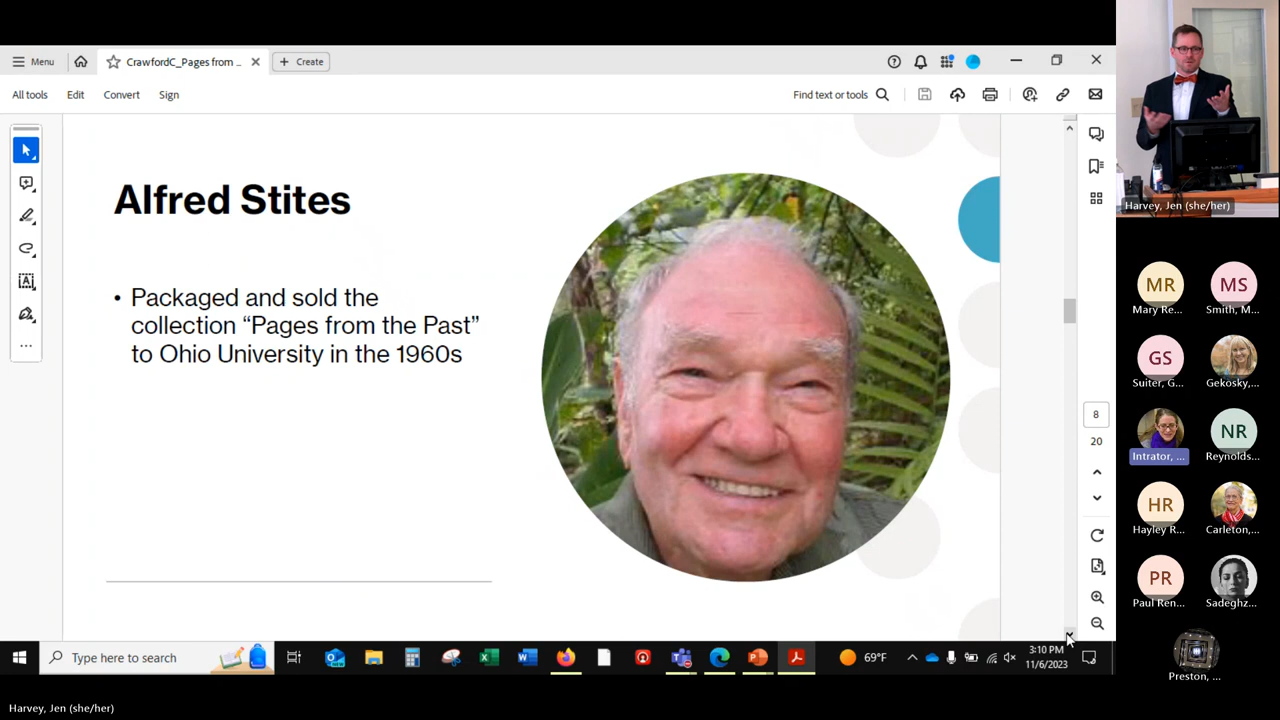 Menu
CrawfordC_Pages from ..
Create
All tools
Edit
Convert
Sign
Find text or tools
Alfred Stites
• Packaged and sold the
collection “Pages from the Past”
to Ohio University in the 1960s
8
20
Type here to search
69°F
3:10 PM
11/6/2023
Harvey, Jen (she/her)
MR
Mary Re...
MS
Smith, M...
GS
Suiter, G...
Gekosky,...
Intrator, ...
NR
Reynolds...
HR
Hayley R...
Carleton,...
PR
Paul Ren...
Sadeghz...
Preston, ...
Harvey, Jen (she/her)